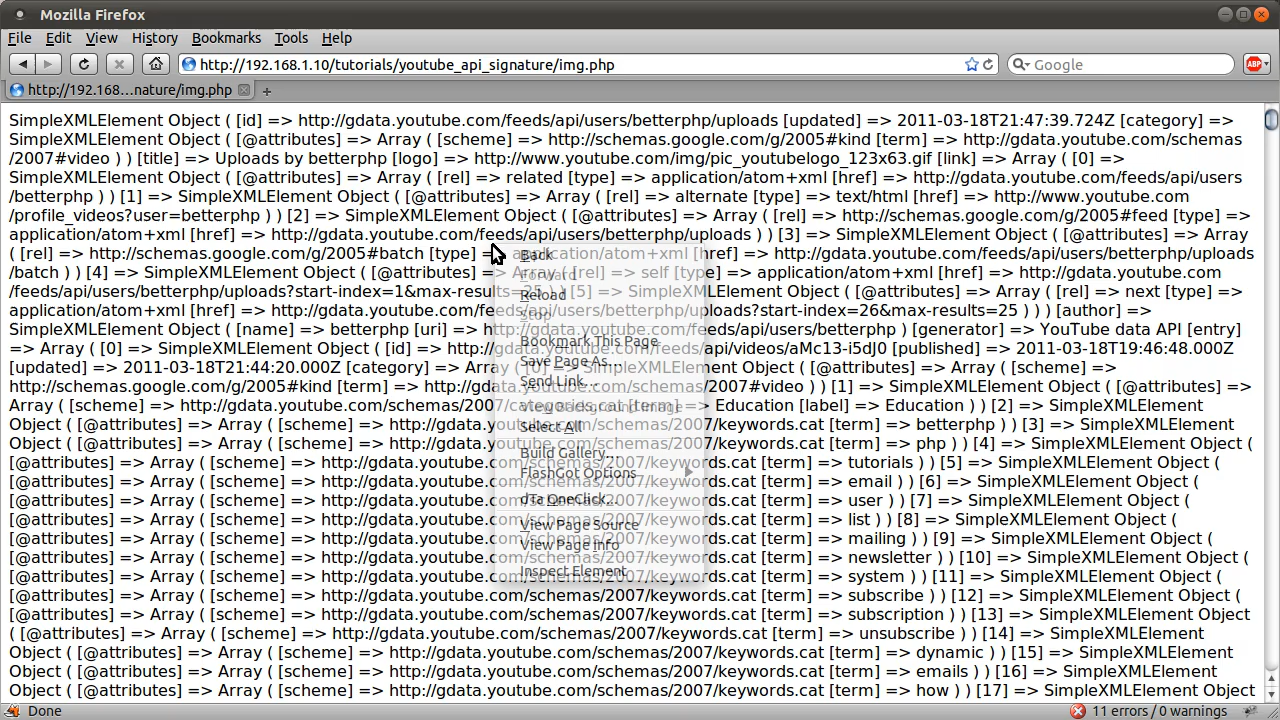 Mozilla Firefox
File Edit View History Bookmarks Tools Help
http://192.168.1.10/tutorials/youtube_api_signature/img.php
Google
ABP
http://192.168...nature/img.php
SimpleXMLElement Object ( [id] => http://gdata.youtube.com/feeds/api/users/betterphp/uploads [updated] => 2011-03-18T21:47:39.724Z [category] =>
SimpleXMLElement Object ( [@attributes] => Array ( [scheme] => http://schemas.google.com/g/2005#kind [term] => http://gdata.youtube.com/schemas
/2007#video ) ) [title] => Uploads by betterphp [logo] => http://www.youtube.com/img/pic_youtubelogo_123x63.gif [link] => Array ( [0] =>
SimpleXMLElement Object ( [@attributes] => Array ( [rel] => related [type] => application/atom+xml [href] => http://gdata.youtube.com/feeds/api/users
/betterphp ) ) [1] => SimpleXMLElement Object ( [@attributes] => Array ( [rel] => alternate [type] => text/html [href] => http://www.youtube.com
/profile_videos?user=betterphp ) ) [2] => SimpleXMLElement Object ( [@attributes] => Array ( [rel] => http://schemas.google.com/g/2005#feed [type] =>
application/atom+xml [href] => http://gdata.youtube.com/feeds/api/users/betterphp/uploads ) ) [3] => SimpleXMLElement Object ( [@attributes] => Array
( [rel] => http://schemas.google.com/g/2005#batch [type] => application/atom+xml [href] => http://gdata.youtube.com/feeds/api/users/betterphp/uploads
/batch ) ) [4] => SimpleXMLElement Object ( [@attributes] => Array ( [rel] => self [type] => application/atom+xml [href] => http://gdata.youtube.com
/feeds/api/users/betterphp/uploads?start-index=1&max-results=25 ) ) [5] => SimpleXMLElement Object ( [@attributes] => Array ( [rel] => next [type] =>
application/atom+xml [href] => http://gdata.youtube.com/feeds/api/users/betterphp/uploads?start-index=26&max-results=25 ) ) ) [author] =>
SimpleXMLElement Object ( [name] => betterphp [uri] => http://gdata.youtube.com/feeds/api/users/betterphp ) [generator] => YouTube data API [entry]
=> Array ( [0] => SimpleXMLElement Object ( [id] => http://gdata.youtube.com/feeds/api/videos/aMc13-i5dJ0 [published] => 2011-03-18T19:46:48.000Z
[updated] => 2011-03-18T21:44:20.000Z [category] => Array ( [0] => SimpleXMLElement Object ( [@attributes] => Array ( [scheme] =>
http://schemas.google.com/g/2005#kind [term] => http://gdata.youtube.com/schemas/2007#video ) ) [1] => SimpleXMLElement Object ( [@attributes] =>
Array ( [scheme] => http://gdata.youtube.com/schemas/2007/categories.cat [term] => Education [label] => Education ) ) [2] => SimpleXMLElement
Object ( [@attributes] => Array ( [scheme] => http://gdata.youtube.com/schemas/2007/keywords.cat [term] => betterphp ) ) [3] => SimpleXMLElement
Object ( [@attributes] => Array ( [scheme] => http://gdata.youtube.com/schemas/2007/keywords.cat [term] => php ) ) [4] => SimpleXMLElement Object (
[@attributes] => Array ( [scheme] => http://gdata.youtube.com/schemas/2007/keywords.cat [term] => tutorials ) ) [5] => SimpleXMLElement Object (
[@attributes] => Array ( [scheme] => http://gdata.youtube.com/schemas/2007/keywords.cat [term] => email ) ) [6] => SimpleXMLElement Object (
[@attributes] => Array ( [scheme] => http://gdata.youtube.com/schemas/2007/keywords.cat [term] => user ) ) [7] => SimpleXMLElement Object (
[@attributes] => Array ( [scheme] => http://gdata.youtube.com/schemas/2007/keywords.cat [term] => list ) ) [8] => SimpleXMLElement Object (
[@attributes] => Array ( [scheme] => http://gdata.youtube.com/schemas/2007/keywords.cat [term] => mailing ) ) [9] => SimpleXMLElement Object (
[@attributes] => Array ( [scheme] => http://gdata.youtube.com/schemas/2007/keywords.cat [term] => newsletter ) ) [10] => SimpleXMLElement Object (
[@attributes] => Array ( [scheme] => http://gdata.youtube.com/schemas/2007/keywords.cat [term] => system ) ) [11] => SimpleXMLElement Object (
[@attributes] => Array ( [scheme] => http://gdata.youtube.com/schemas/2007/keywords.cat [term] => subscribe ) ) [12] => SimpleXMLElement Object (
[@attributes] => Array ( [scheme] => http://gdata.youtube.com/schemas/2007/keywords.cat [term] => subscription ) ) [13] => SimpleXMLElement Object
( [@attributes] => Array ( [scheme] => http://gdata.youtube.com/schemas/2007/keywords.cat [term] => unsubscribe ) ) [14] => SimpleXMLElement
Object ( [@attributes] => Array ( [scheme] => http://gdata.youtube.com/schemas/2007/keywords.cat [term] => dynamic ) ) [15] => SimpleXMLElement
Object ( [@attributes] => Array ( [scheme] => http://gdata.youtube.com/schemas/2007/keywords.cat [term] => emails ) ) [16] => SimpleXMLElement
Object ( [@attributes] => Array ( [scheme] => http://gdata.youtube.com/schemas/2007/keywords.cat [term] => how ) ) [17] => SimpleXMLElement Object
Back
Forward
Reload
Stop
Bookmark This Page
Save Page As...
Send Link...
View Background Image
Select All
Build Gallery...
FlashGot Options...
dTa OneClick...
View Page Source
View Page Info
Inspect Element
Done
11 errors / 0 warnings